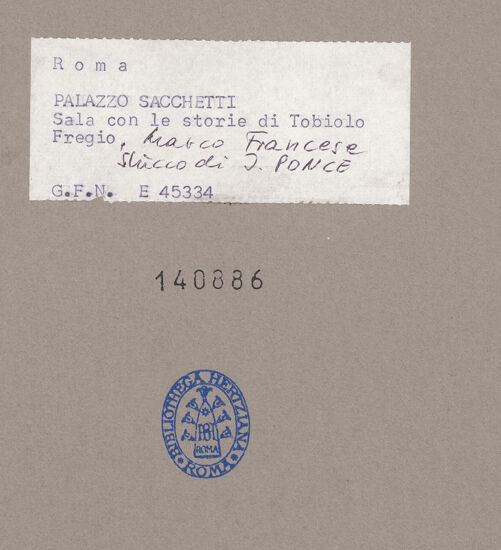 Roma
PALAZZO SACCHETTI
Sala con le storie di Tobiolo
Fregio, Marco Francese
stucco di J. PONCE
G.F.N. E 45334
140886
BIBLIOTHECA HERTZIANA
BH
ROMA
• ROMA •